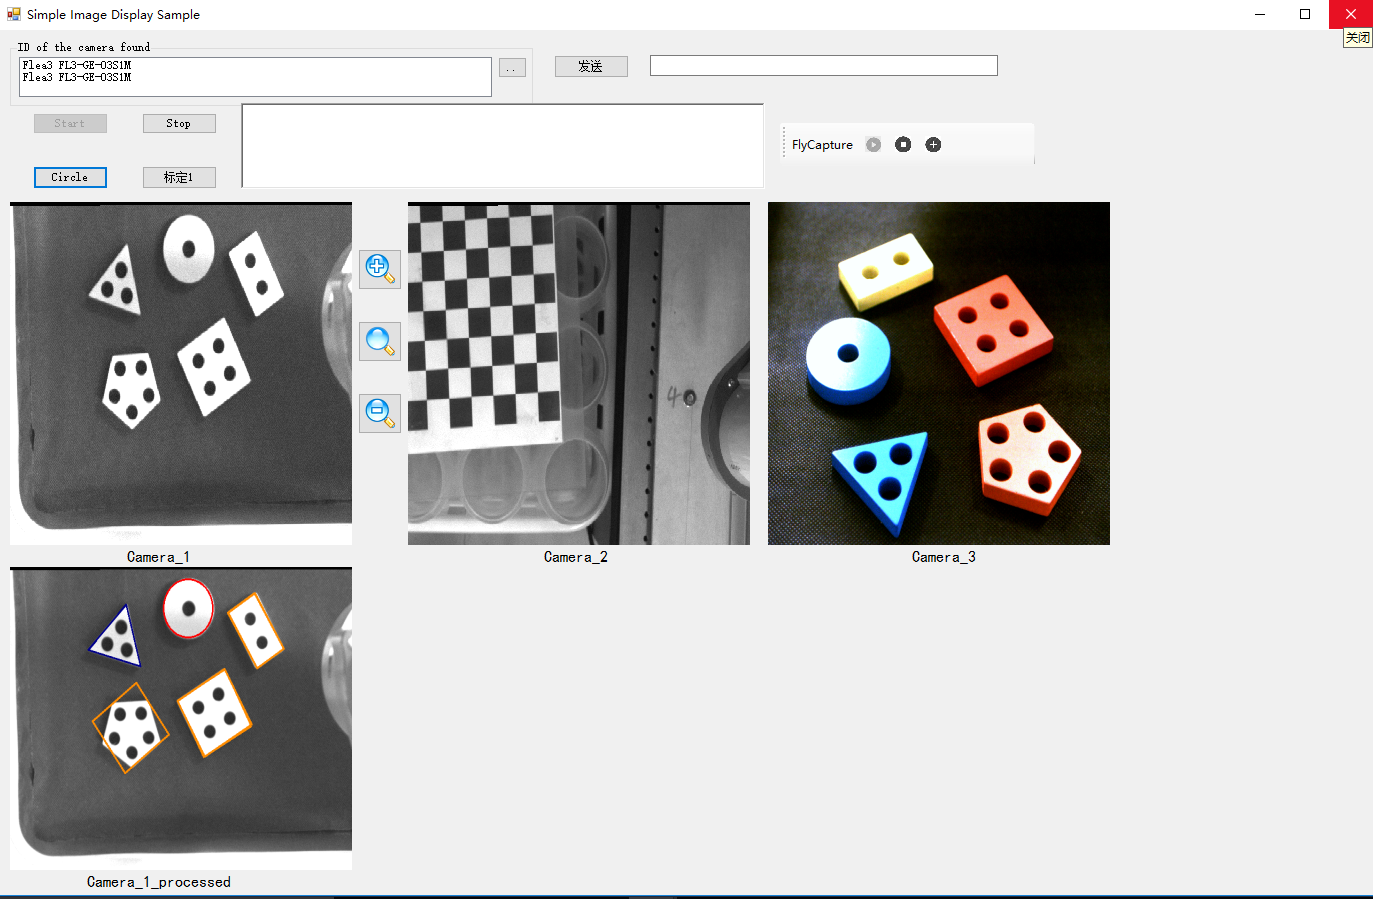 Simple Image Display Sample
关闭
ID of the camera found
Flea3 FL3-GE-03S1M
Flea3 FL3-GE-03S1M
..
发送
Start
Stop
FlyCapture
Circle
标定1
4
Camera_1
Camera_2
Camera_3
Camera_1_processed